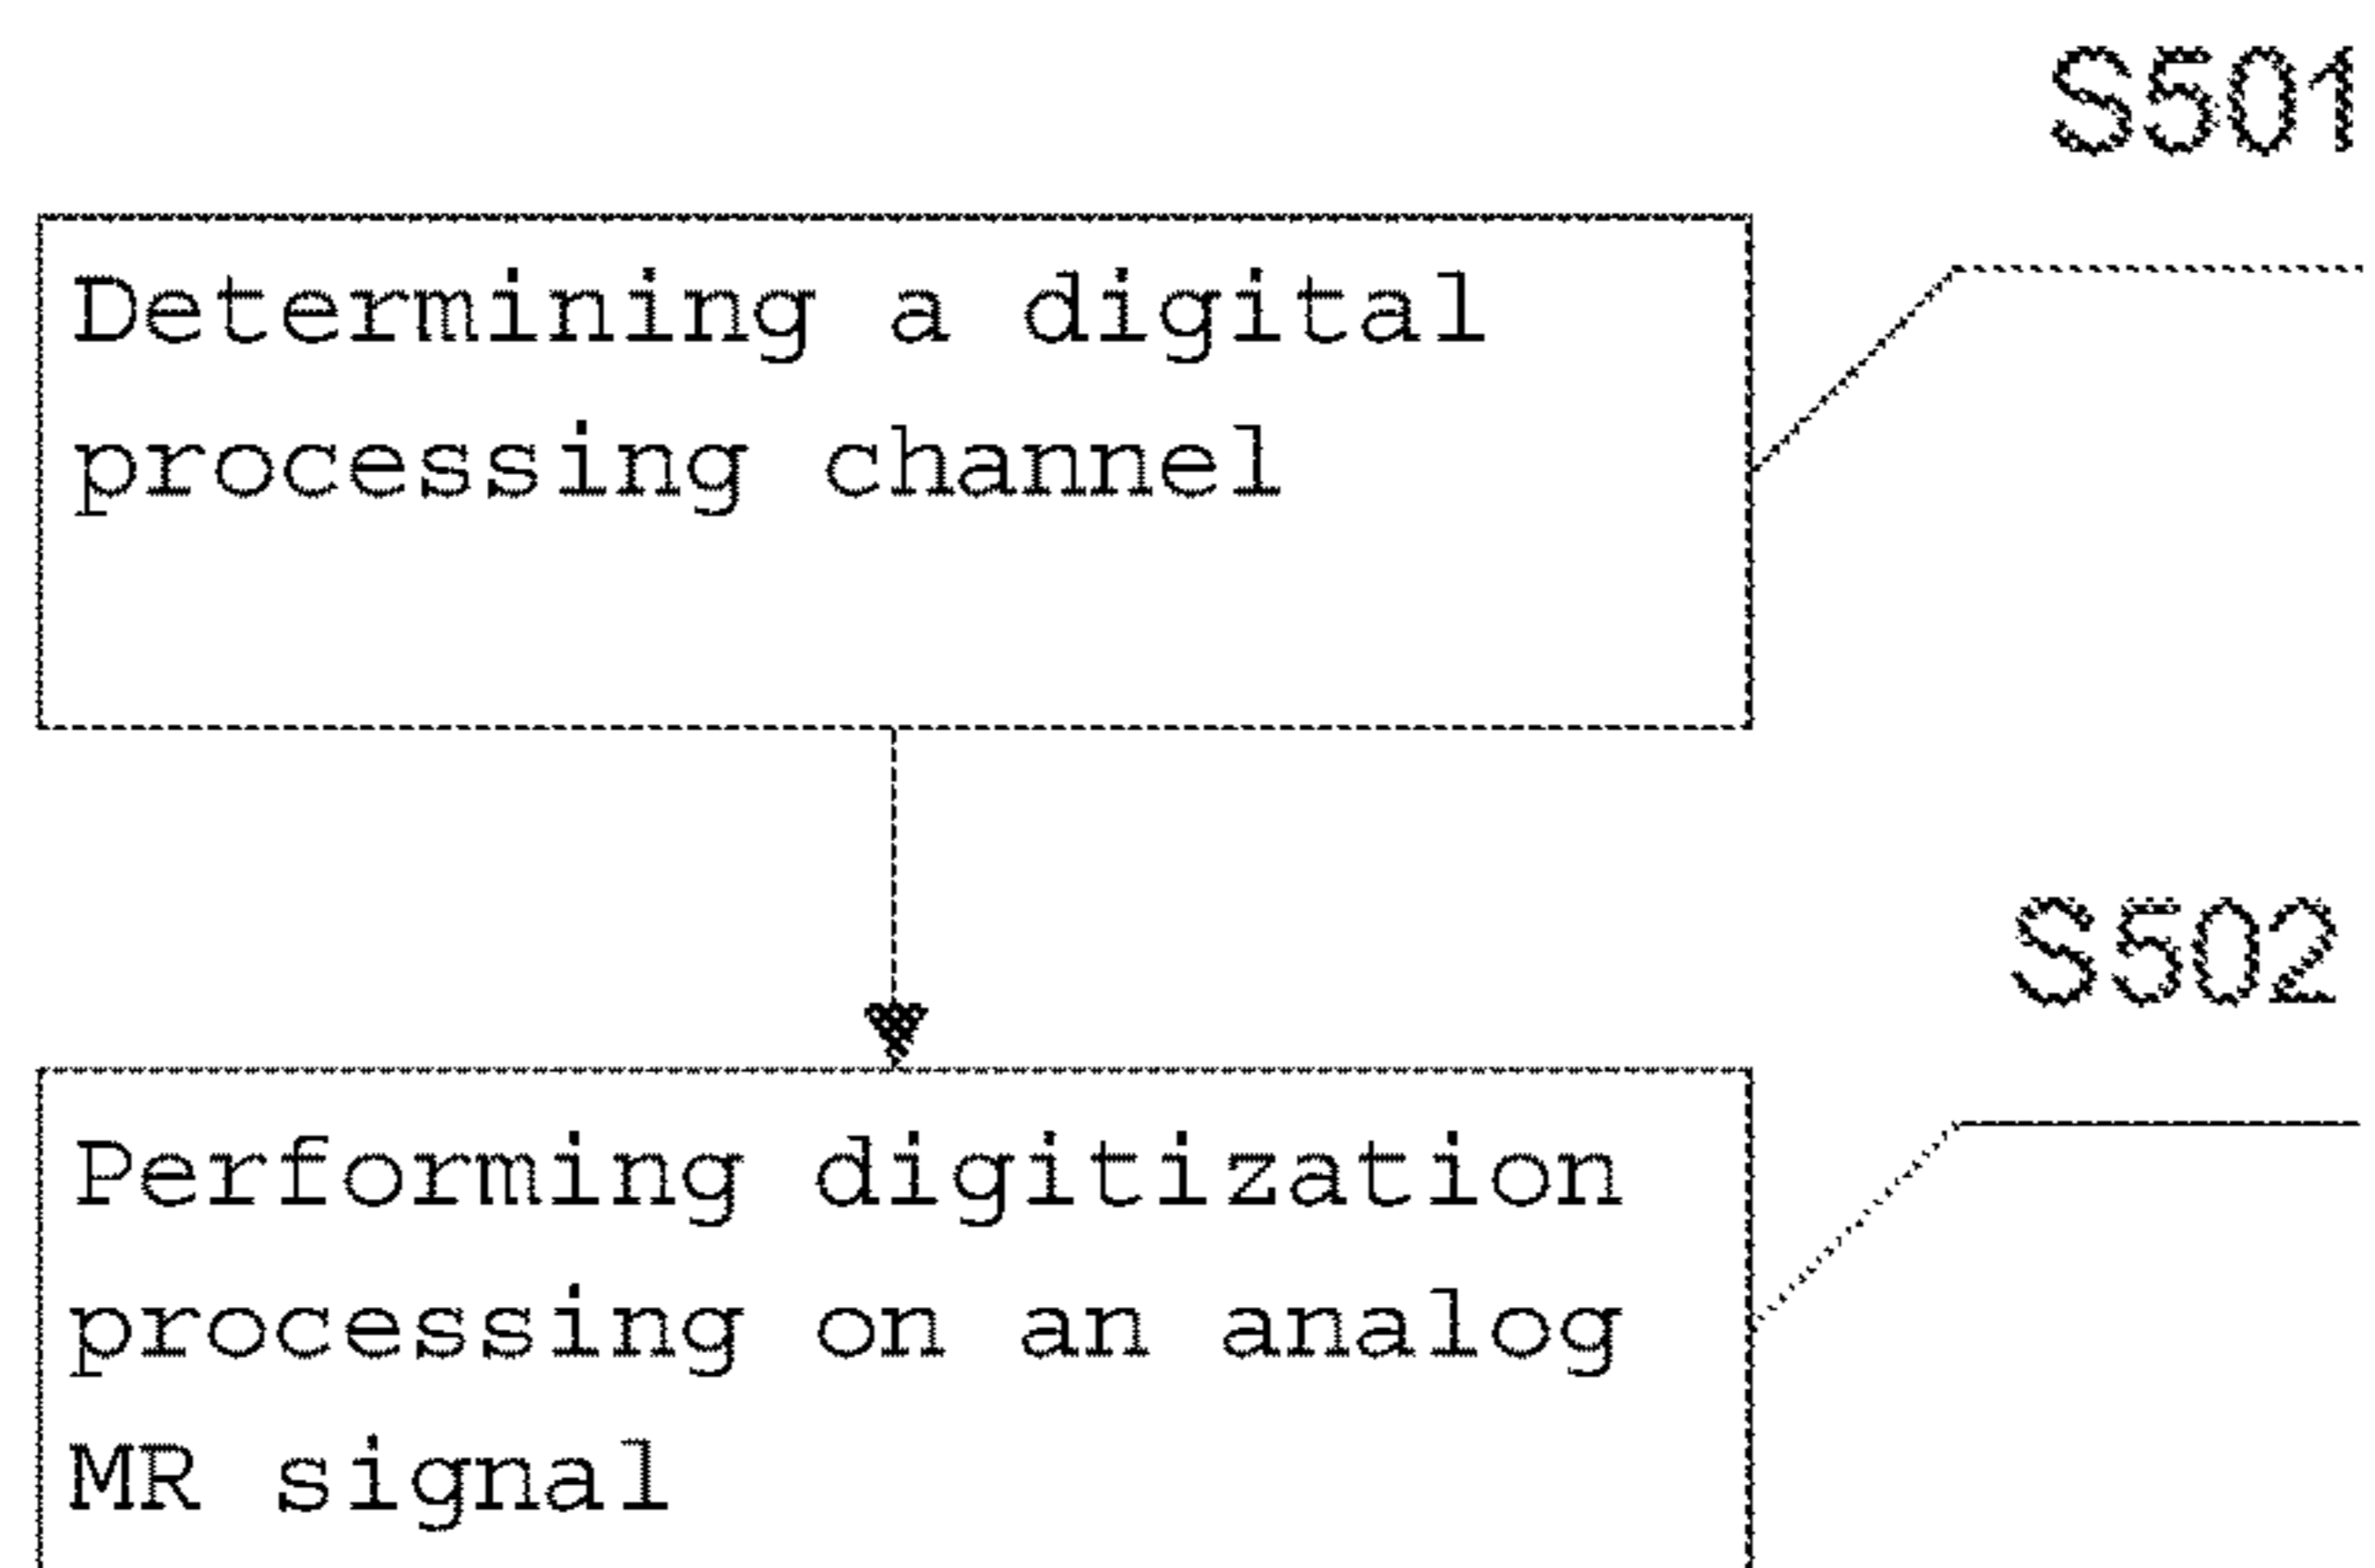 S501
Determining a digital
processing channel
S502
Performing digitization
processing on an analog
MR signal